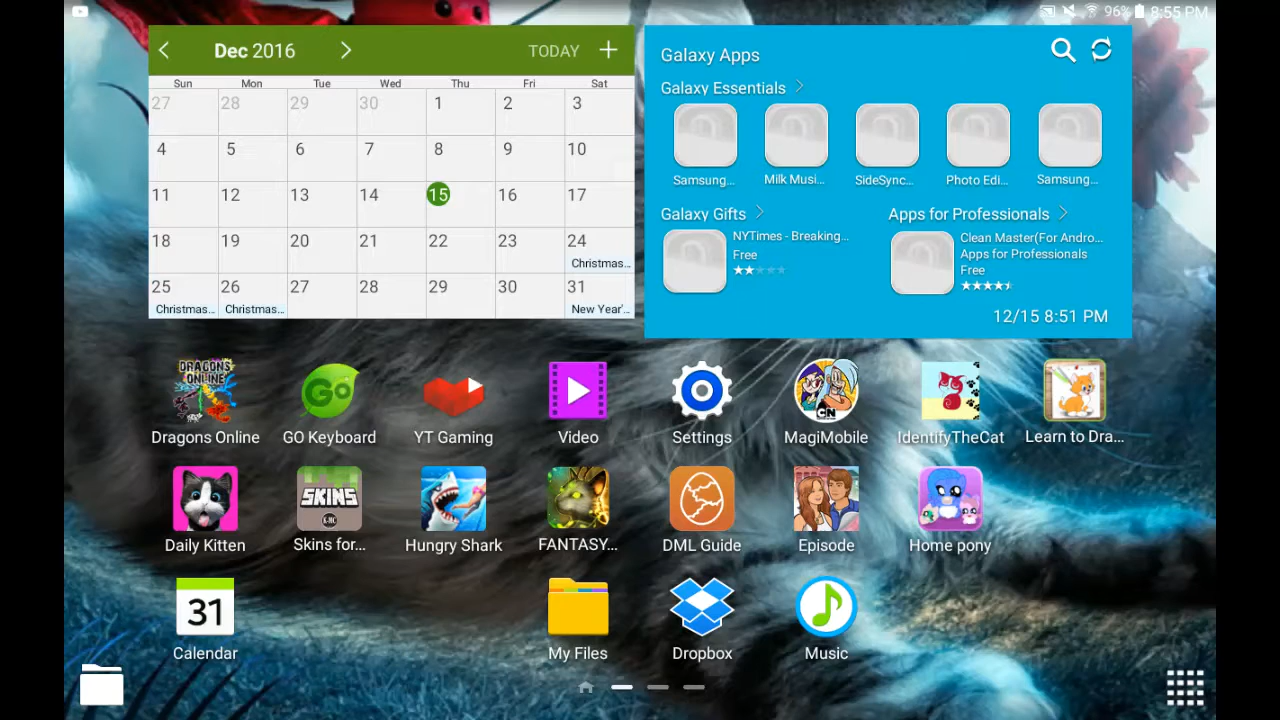 96% 8:55 PM
Dec 2016 TODAY
Sun Mon Tue Wed Thu Fri Sat
27 28 29 30 1 2 3
4 5 6 7 8 9 10
11 12 13 14 15 16 17
18 19 20 21 22 23 24
Christmas...
25 26 27 28 29 30 31
Christmas... Christmas... New Year'...
Galaxy Apps
Galaxy Essentials
Samsung... Milk Musi... SideSync... Photo Edi... Samsung...
Galaxy Gifts
NYTimes - Breaking...
Free
Apps for Professionals
Clean Master(For Andro...
Apps for Professionals
Free
12/15 8:51 PM
DRAGONS
ONLINE
GO
CN
Dragons Online GO Keyboard YT Gaming Video Settings MagiMobile IdentifyTheCat Learn to Dra...
SKINS
Daily Kitten Skins for... Hungry Shark FANTASY... DML Guide Episode Home pony
31
Calendar My Files Dropbox Music